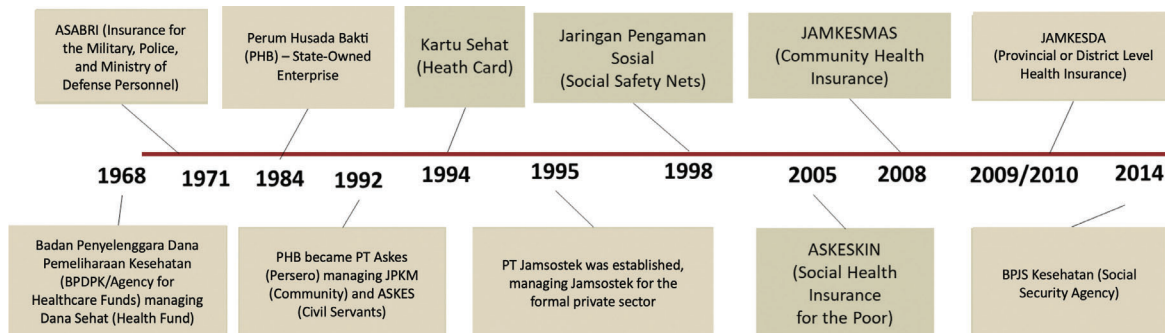 ASABRI (Insurance for
the Military, Police,
and Ministry of
Defense Personnel)
Perum Husada Bakti
(PHB) – State-Owned
Enterprise
Kartu Sehat
(Heath Card)
Jaringan Pengaman
Sosial
(Social Safety Nets)
JAMKESMAS
(Community Health
Insurance)
JAMKESDA
(Provincial or District Level
Health Insurance)
1968
1971
1984
1992
1994
1995
1998
2005
2008
2009/2010
2014
Badan Penyelenggara Dana
Pemeliharaan Kesehatan
(BPDPK/Agency for
Healthcare Funds) managing
Dana Sehat (Health Fund)
PHB became PT Askes
(Persero) managing JPKM
(Community) and ASKES
(Civil Servants)
PT Jamsostek was established,
managing Jamsostek for the
formal private sector
ASKESKIN
(Social Health
Insurance
for the Poor)
BPJS Kesehatan (Social
Security Agency)